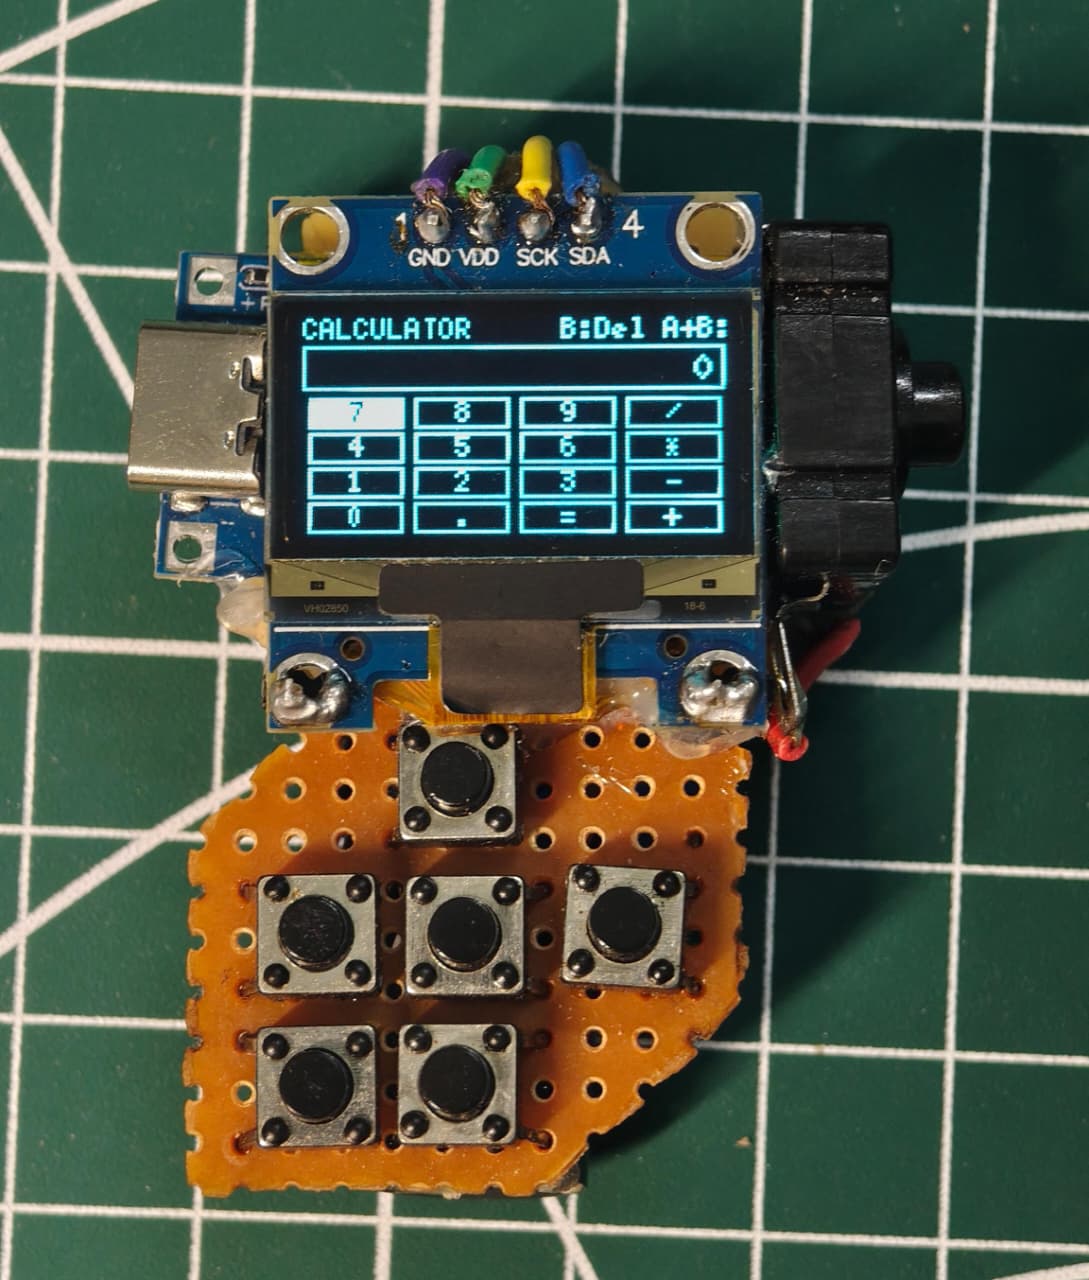 1 4
GND VDD SCK SDA
CALCULATOR B:Del A+B:
0
7 8 9 /
4 5 6 *
1 2 3 -
0 . = +
VH02850 18-6